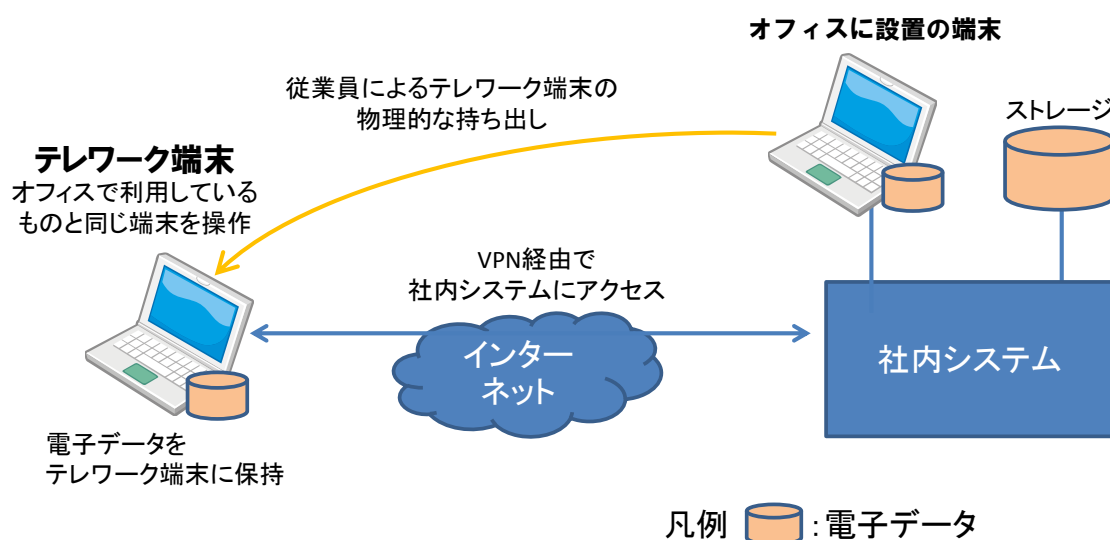 オフィスに設置の端末
従業員によるテレワーク端末の
物理的な持ち出し
ストレージ
テレワーク端末
オフィスで利用している
ものと同じ端末を操作
VPN経由で
社内システムにアクセス
インター
ネット
社内システム
電子データを
テレワーク端末に保持
凡例 :電子データ